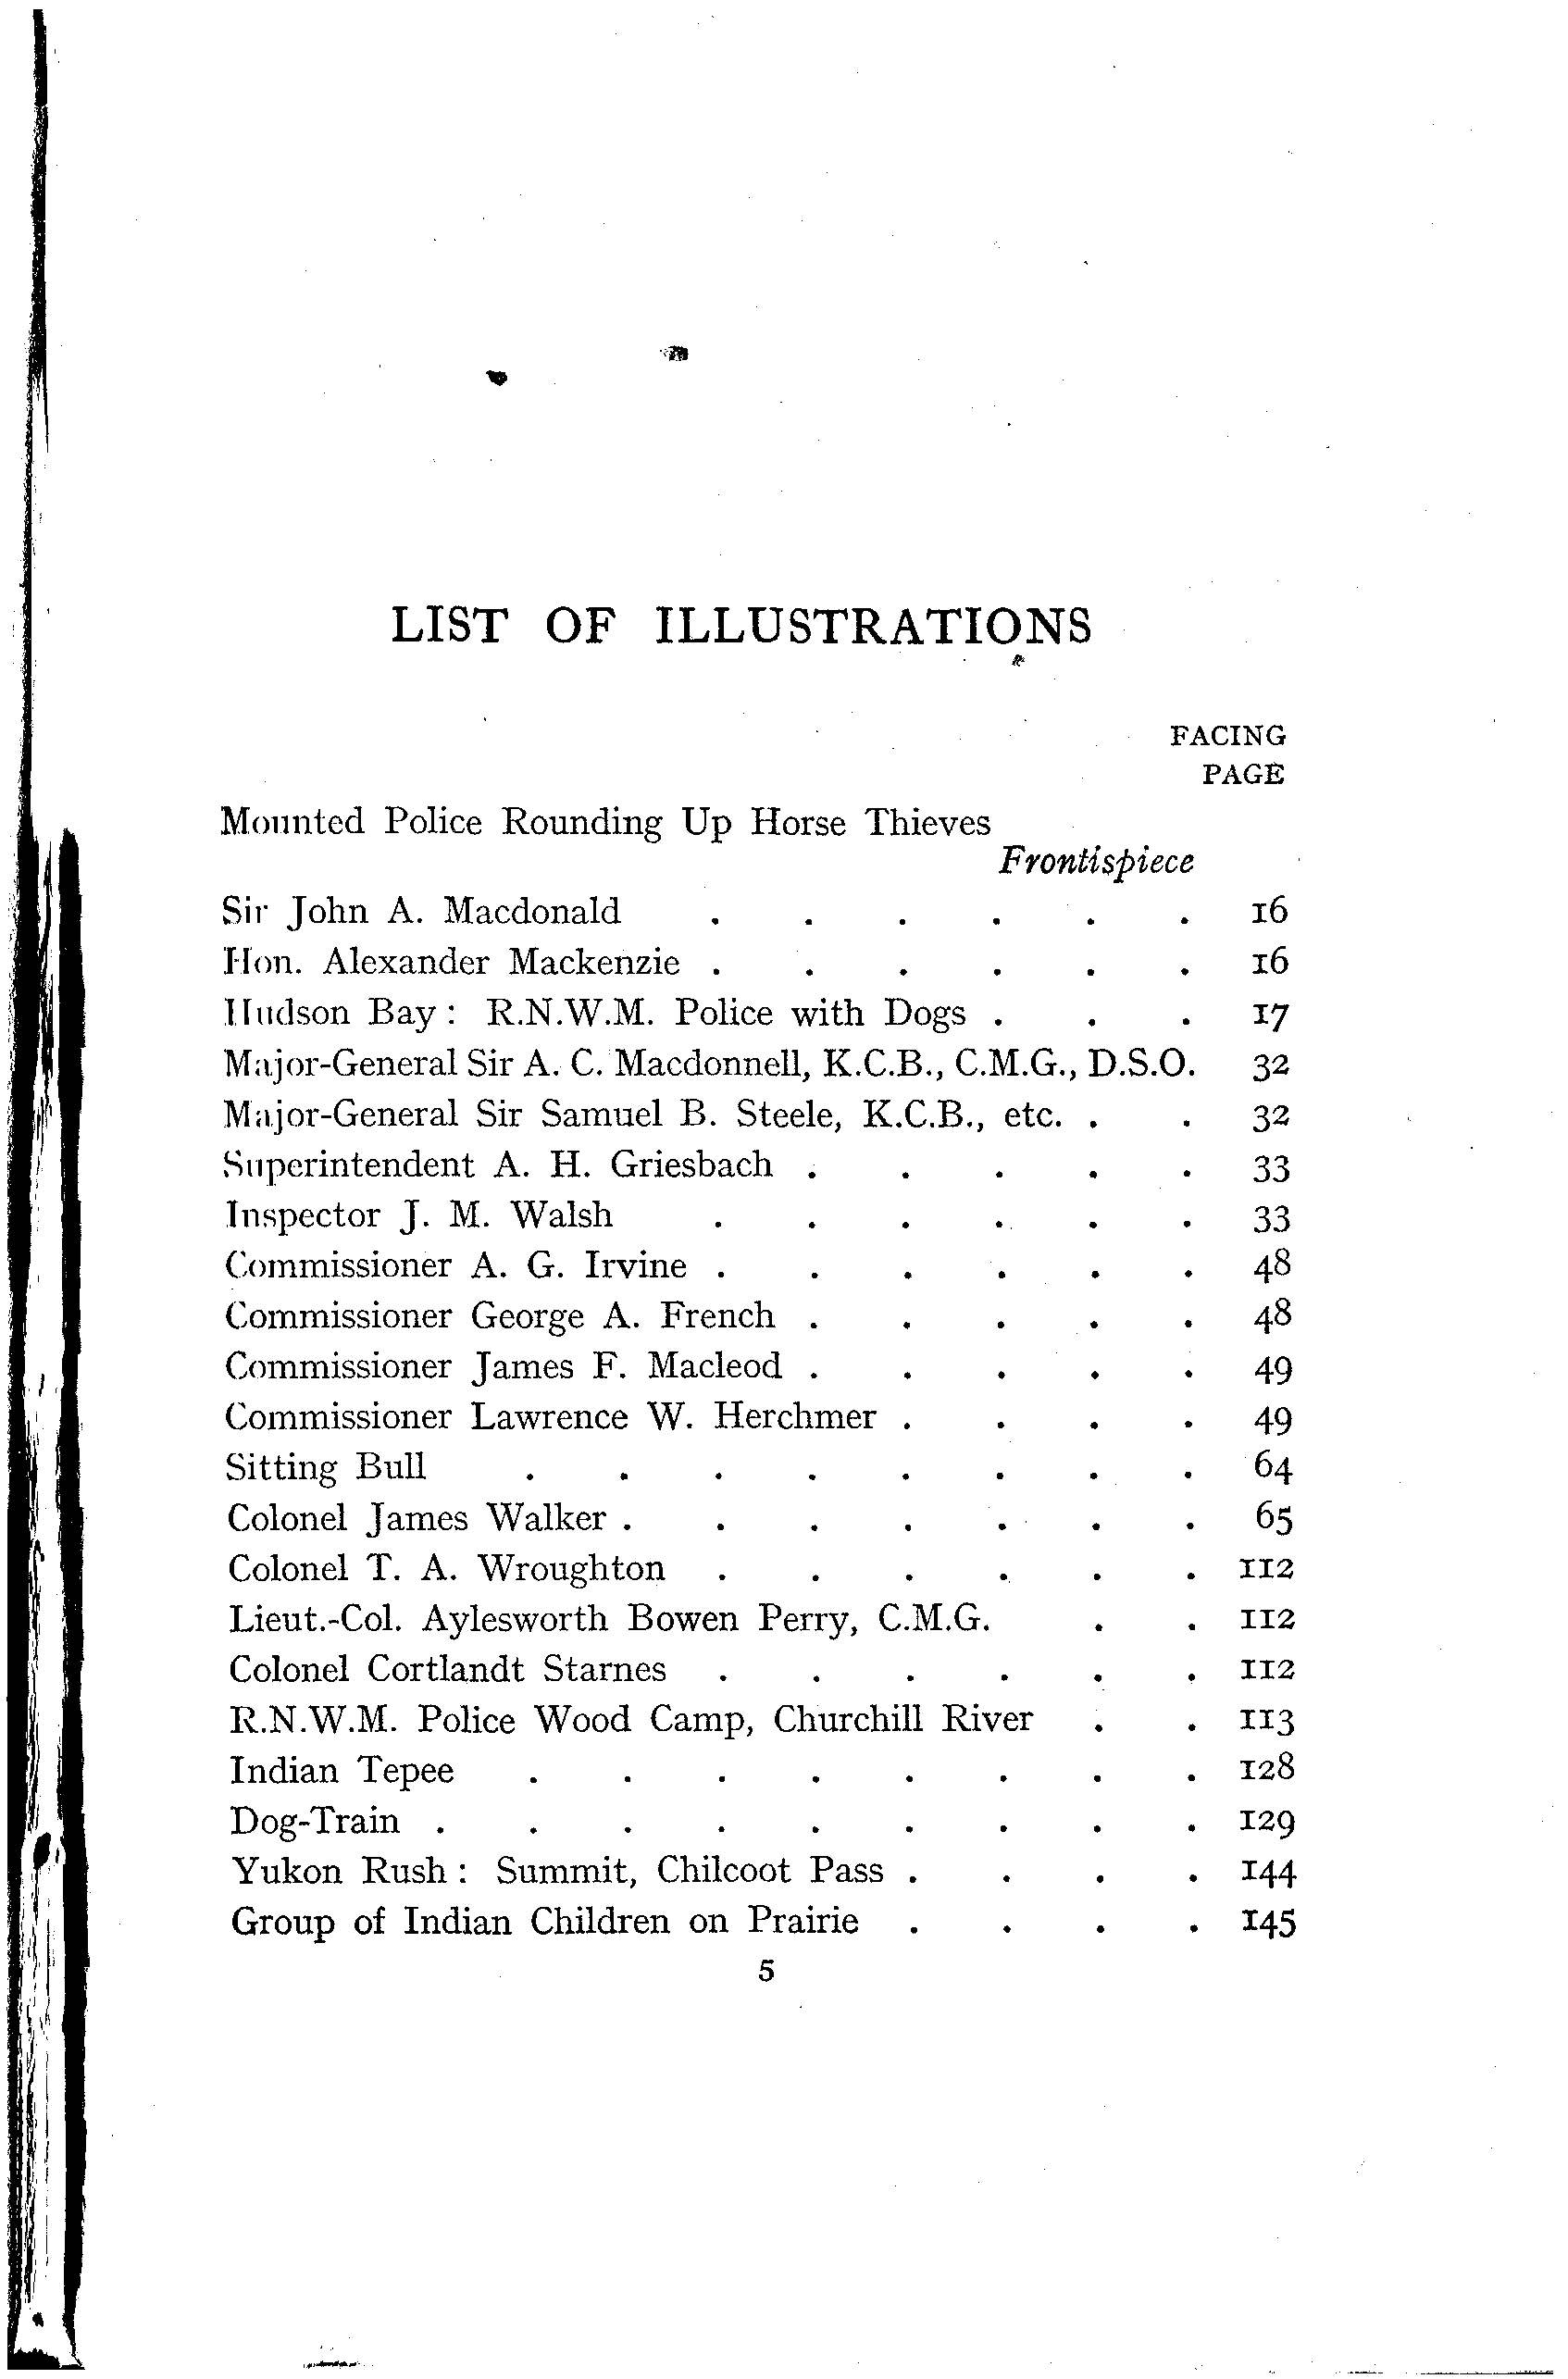 LIST OF ILLUSTRATIONS
FACING
PAGE
Mounted Police Rounding Up Horse Thieves
Frontispiece
Sir John A. Macdonald . . . . . . 16
Hon. Alexander Mackenzie . . . . . . 16
Hudson Bay : R.N.W.M. Police with Dogs . . . 17
Major-General Sir A. C. Macdonnell, K.C.B., C.M.G., D.S.O. 32
Major-General Sir Samuel B. Steele, K.C.B., etc. . . 32
Superintendent A. H. Griesbach . . . . . 33
Inspector J. M. Walsh . . . . . . 33
Commissioner A. G. Irvine . . . . . . 48
Commissioner George A. French . . . . . 48
Commissioner James F. Macleod . . . . . 49
Commissioner Lawrence W. Herchmer . . . . 49
Sitting Bull . . . . . . . . 64
Colonel James Walker . . . . . . . 65
Colonel T. A. Wroughton . . . . . . 112
Lieut.-Col. Aylesworth Bowen Perry, C.M.G. . . 112
Colonel Cortlandt Starnes . . . . . . 112
R.N.W.M. Police Wood Camp, Churchill River . . 113
Indian Tepee . . . . . . . . 128
Dog-Train . . . . . . . . . 129
Yukon Rush : Summit, Chilcoot Pass . . . . 144
Group of Indian Children on Prairie . . . . 145
5